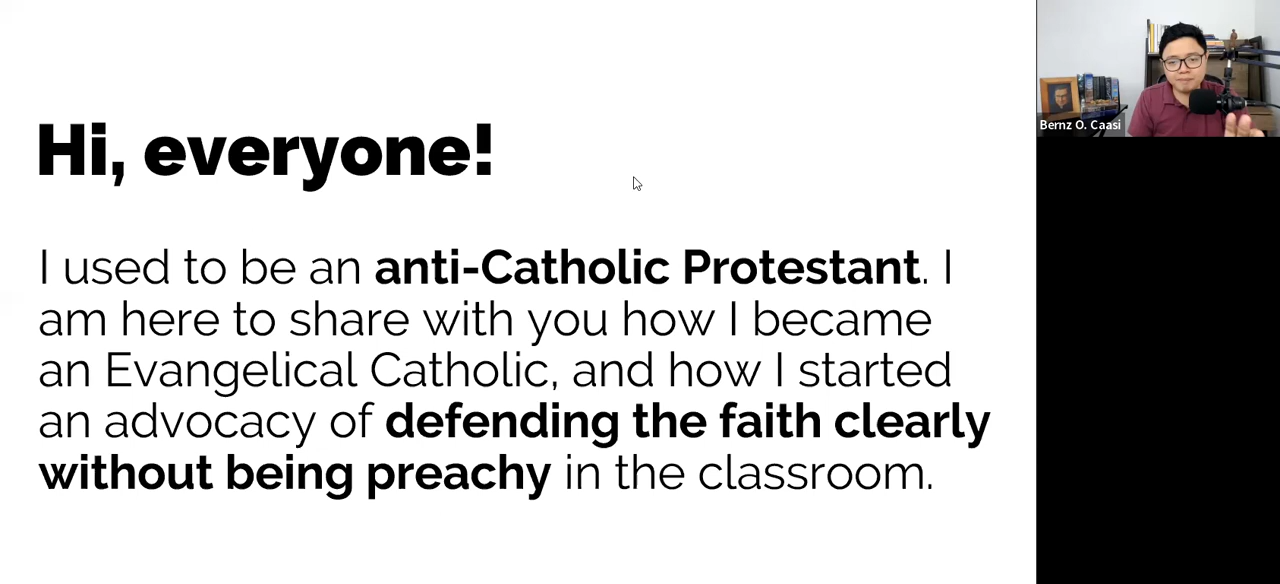 Hi, everyone!
I used to be an anti-Catholic Protestant. I
am here to share with you how I became
an Evangelical Catholic, and how I started
an advocacy of defending the faith clearly
without being preachy in the classroom.
Bernz O. Caasi